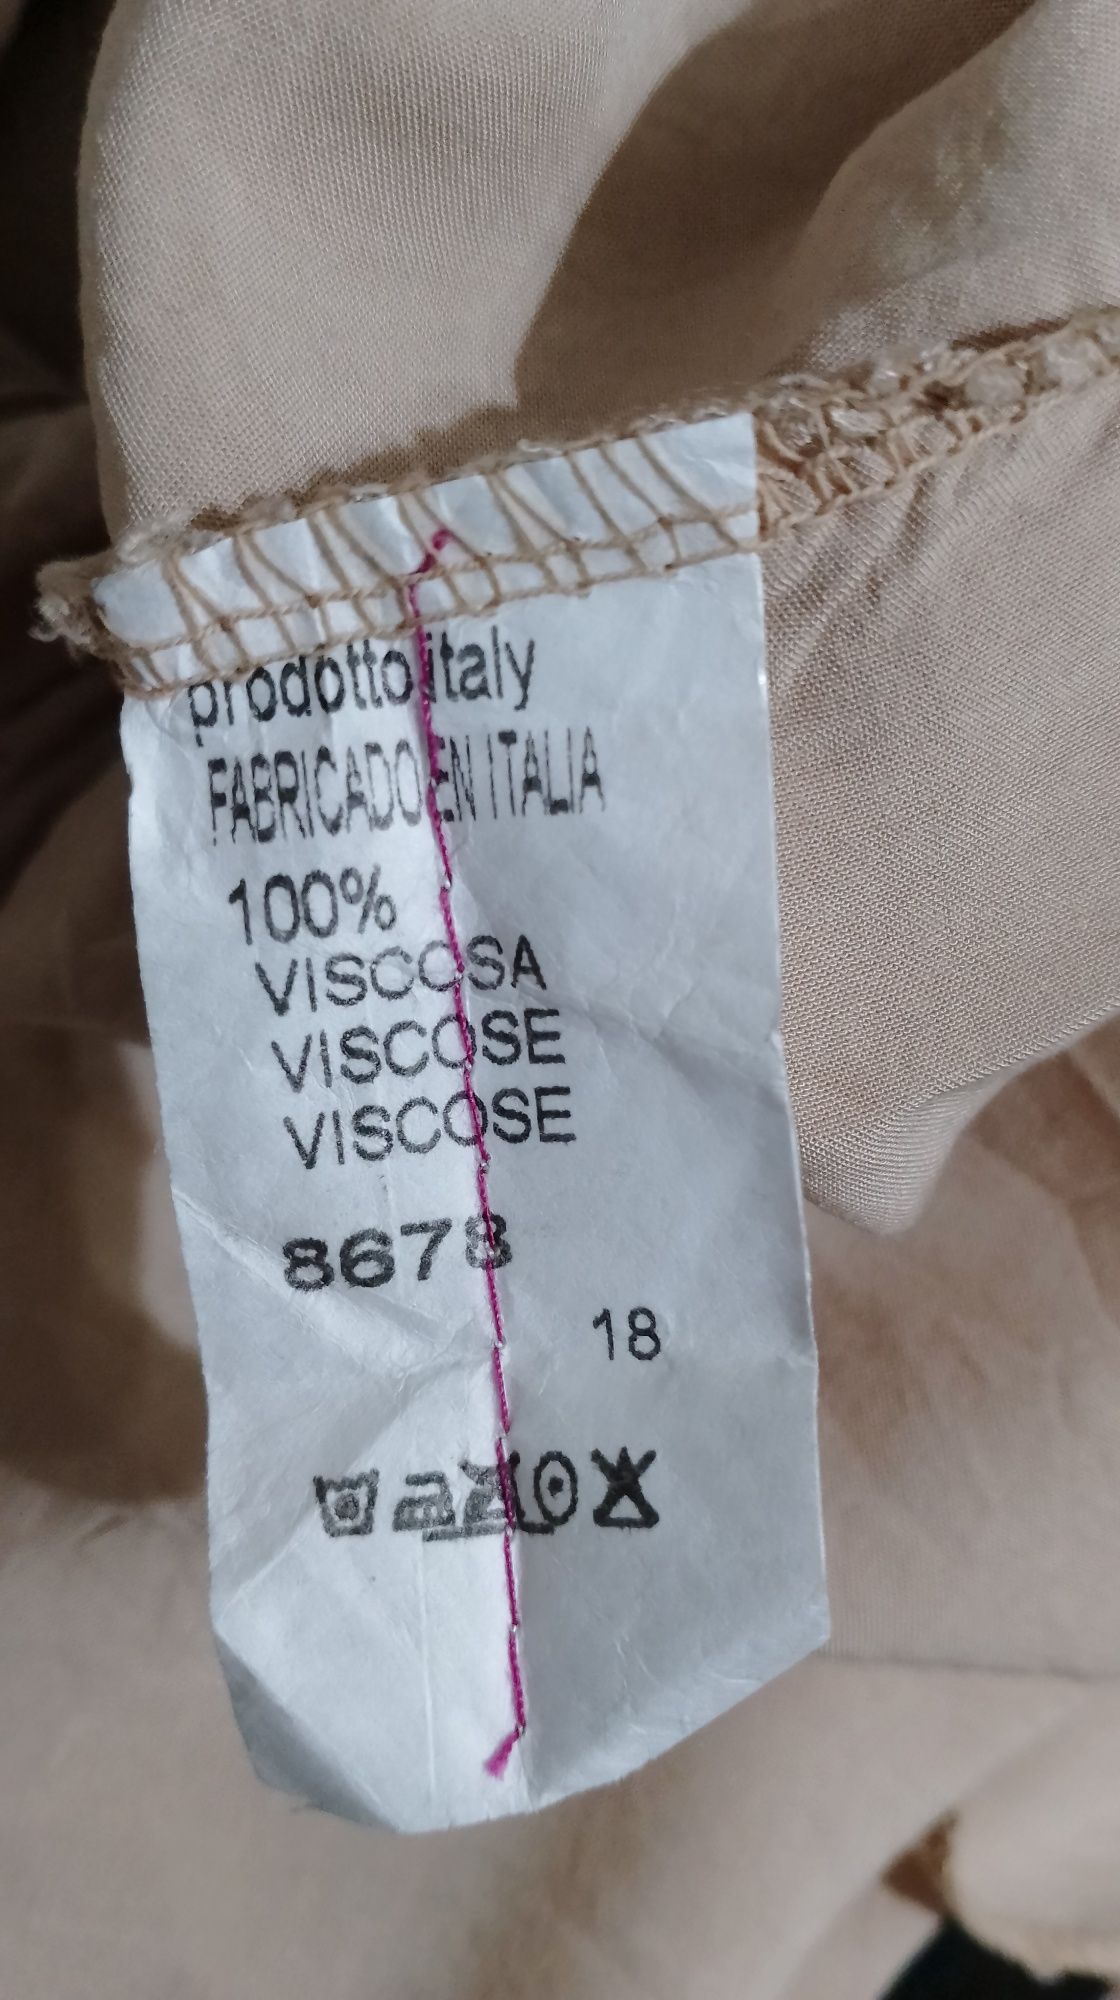 prodotto italy
FABRICADO EN ITALIA
100%
VISCOSA
VISCOSE
VISCOSE
8678
18